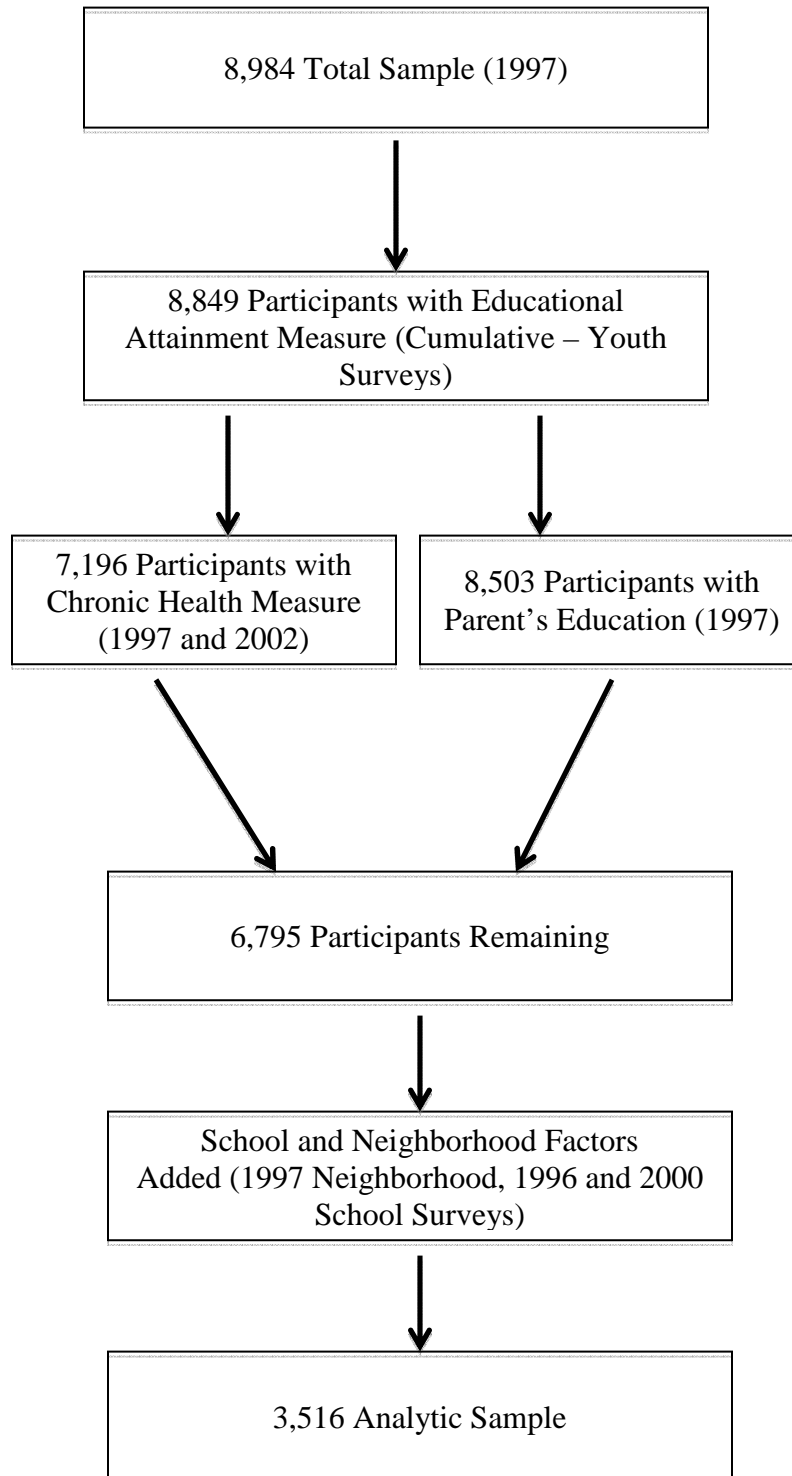 8,984 Total Sample (1997)
8,849 Participants with Educational
Attainment Measure (Cumulative – Youth
Surveys)
7,196 Participants with
Chronic Health Measure
(1997 and 2002)
8,503 Participants with
Parent’s Education (1997)
6,795 Participants Remaining
School and Neighborhood Factors
Added (1997 Neighborhood, 1996 and 2000
School Surveys)
3,516 Analytic Sample